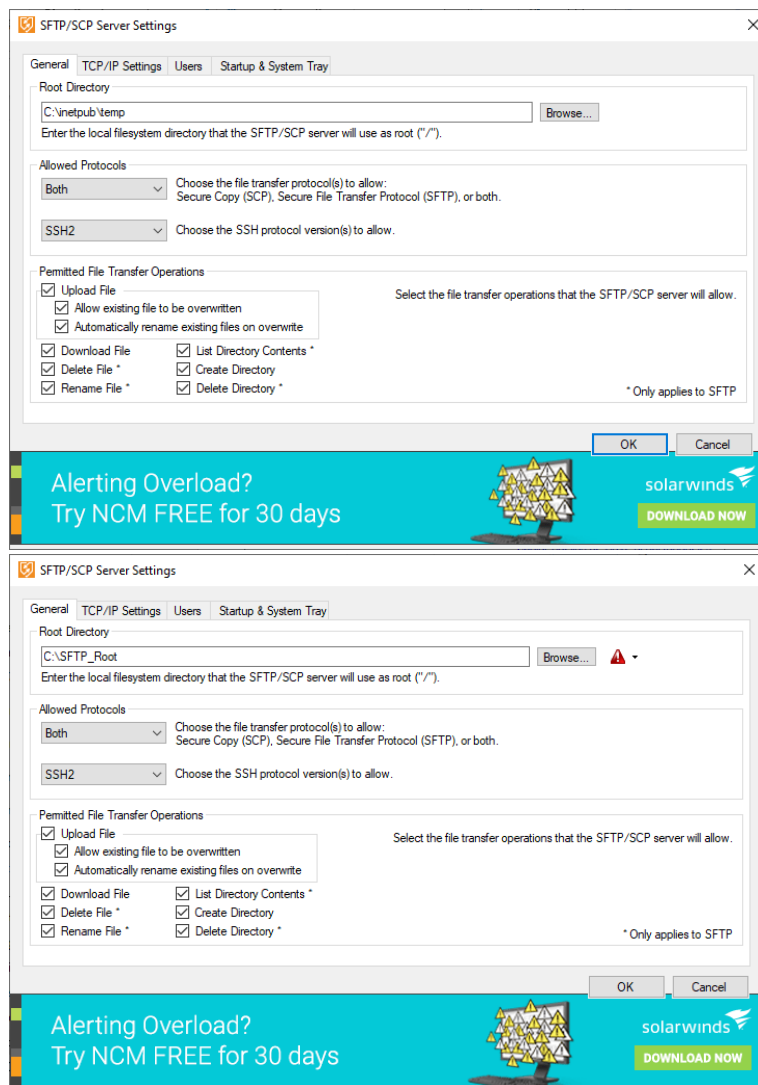 SFTP/SCP Server Settings
General TCP/IP Settings Users Startup & System Tray
Root Directory
C:\inetpub\temp Browse...
Enter the local filesystem directory that the SFTP/SCP server will use as root ("/").
Allowed Protocols
Both Choose the file transfer protocol(s) to allow:
Secure Copy (SCP), Secure File Transfer Protocol (SFTP), or both.
SSH2 Choose the SSH protocol version(s) to allow.
Permitted File Transfer Operations
Upload File
Select the file transfer operations that the SFTP/SCP server will allow.
Allow existing file to be overwritten
Automatically rename existing files on overwrite
Download File List Directory Contents *
Delete File * Create Directory
Rename File * Delete Directory *
* Only applies to SFTP
OK Cancel
Alerting Overload?
Try NCM FREE for 30 days
solarwinds
DOWNLOAD NOW
SFTP/SCP Server Settings
General TCP/IP Settings Users Startup & System Tray
Root Directory
C:\SFTP_Root Browse...
Enter the local filesystem directory that the SFTP/SCP server will use as root ("/").
Allowed Protocols
Both Choose the file transfer protocol(s) to allow:
Secure Copy (SCP), Secure File Transfer Protocol (SFTP), or both.
SSH2 Choose the SSH protocol version(s) to allow.
Permitted File Transfer Operations
Upload File
Select the file transfer operations that the SFTP/SCP server will allow.
Allow existing file to be overwritten
Automatically rename existing files on overwrite
Download File List Directory Contents *
Delete File * Create Directory
Rename File * Delete Directory *
* Only applies to SFTP
OK Cancel
Alerting Overload?
Try NCM FREE for 30 days
solarwinds
DOWNLOAD NOW